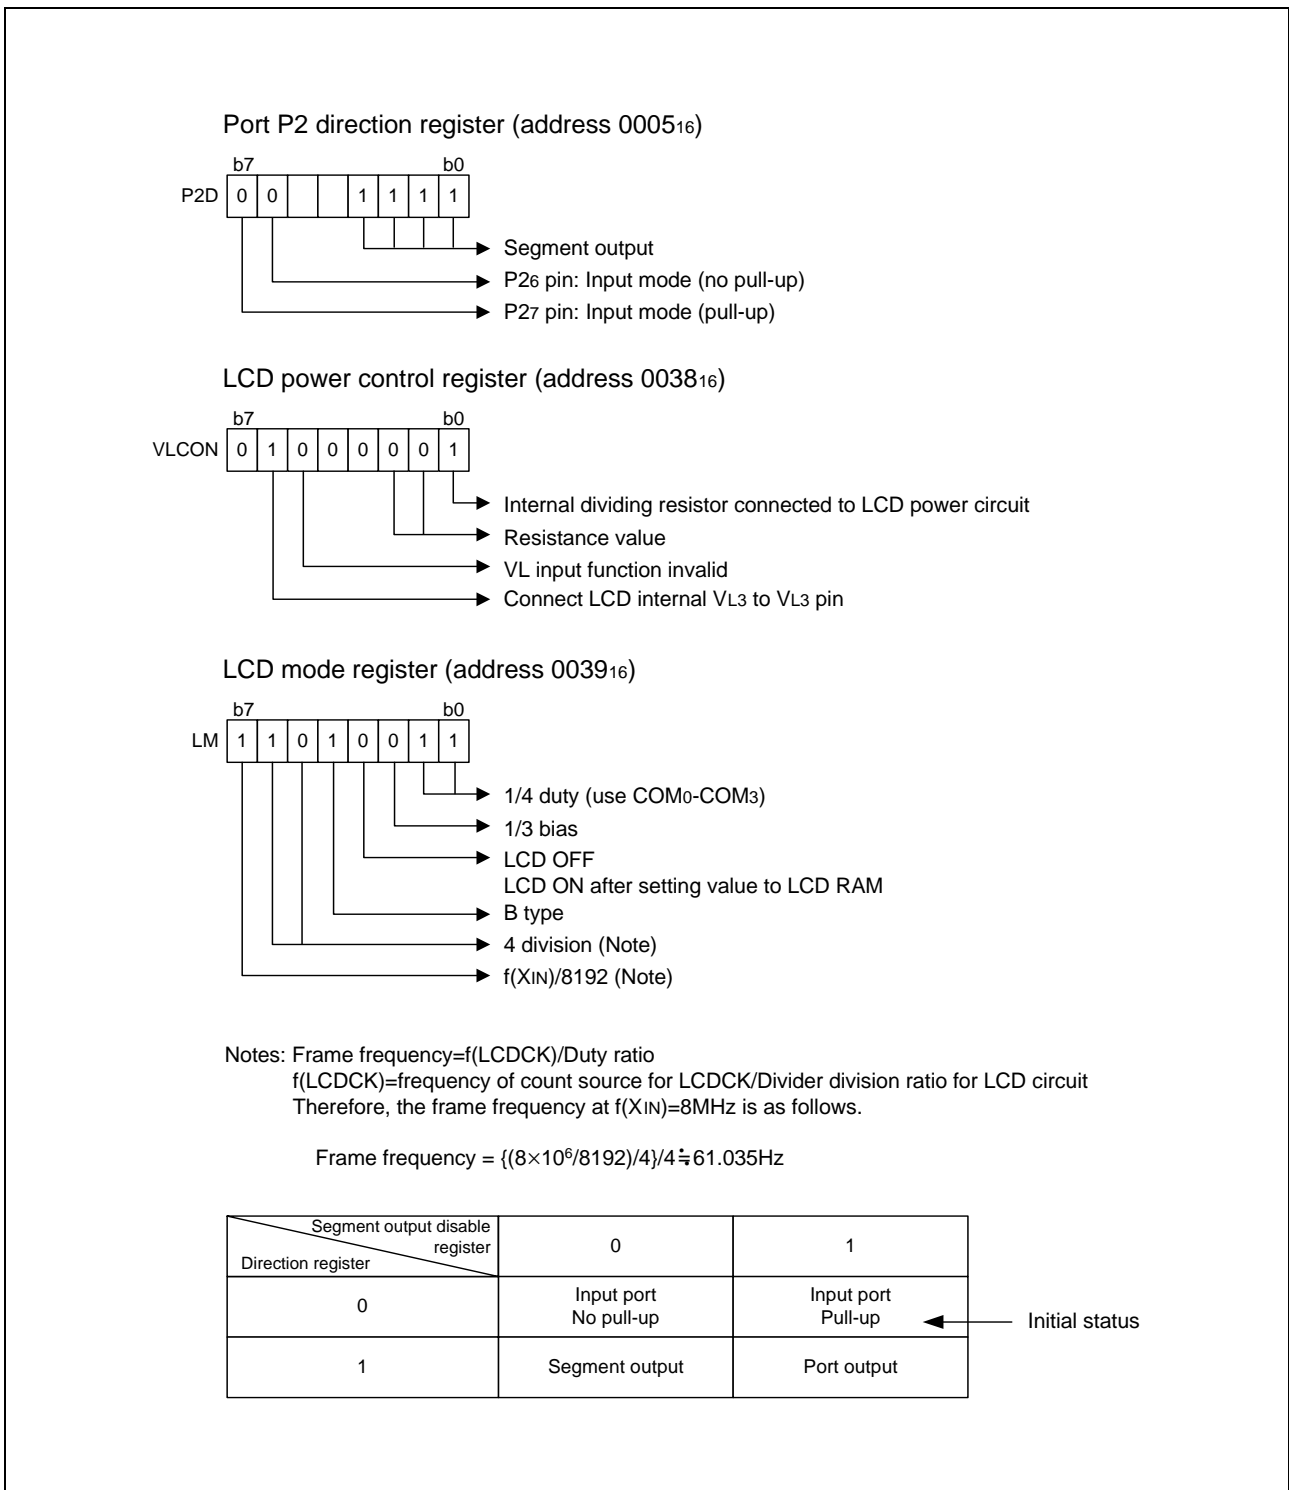 Port P2 direction register (address 0005₁₆)
b7 b0
P2D 0 0 1 1 1 1
Segment output
P2₆ pin: Input mode (no pull-up)
P2₇ pin: Input mode (pull-up)
LCD power control register (address 0038₁₆)
b7 b0
VLCON 0 1 0 0 0 0 0 1
Internal dividing resistor connected to LCD power circuit
Resistance value
VL input function invalid
Connect LCD internal VL3 to VL3 pin
LCD mode register (address 0039₁₆)
b7 b0
LM 1 1 0 1 0 0 1 1
1/4 duty (use COM₀-COM₃)
1/3 bias
LCD OFF
LCD ON after setting value to LCD RAM
B type
4 division (Note)
f(XIN)/8192 (Note)
Notes: Frame frequency=f(LCDCK)/Duty ratio
f(LCDCK)=frequency of count source for LCDCK/Divider division ratio for LCD circuit
Therefore, the frame frequency at f(XIN)=8MHz is as follows.
Frame frequency = {(8×10⁶/8192)/4}/4≒61.035Hz
Segment output disable
register
Direction register
0 1
0
Input port
No pull-up
Input port
Pull-up
Initial status
1 Segment output Port output